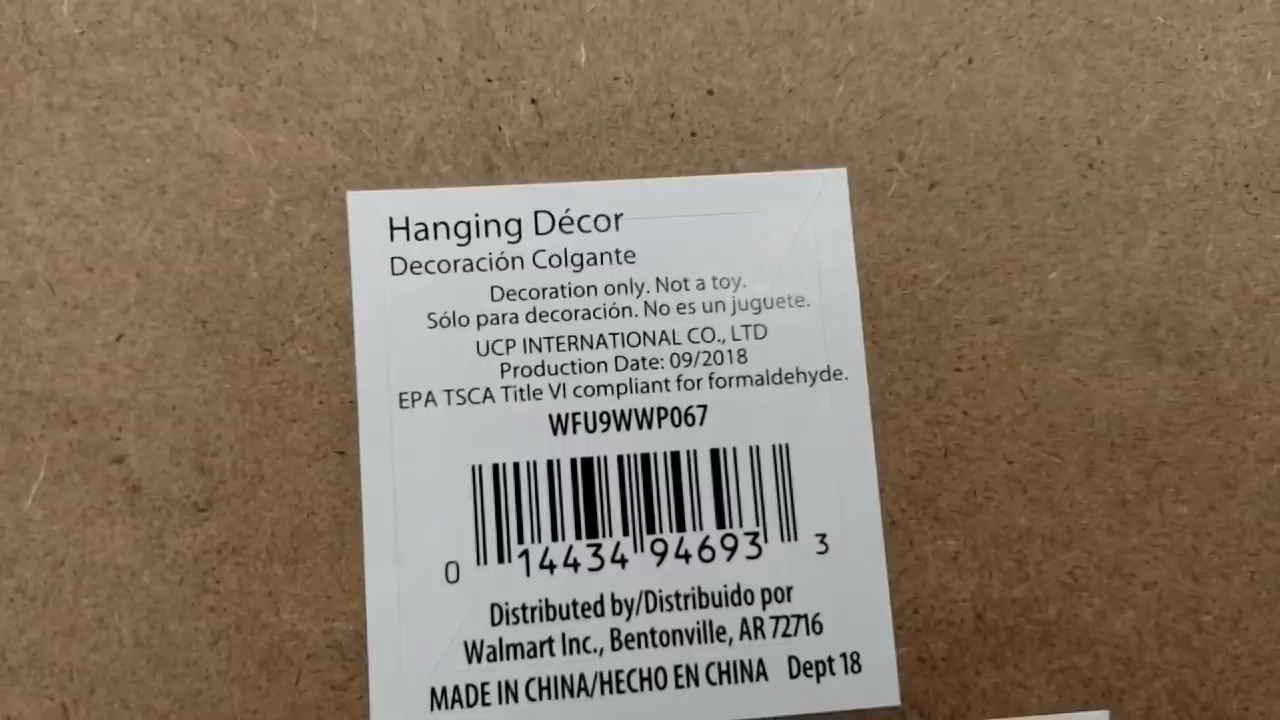 Hanging Décor
Decoración Colgante
Decoration only. Not a toy.
Sólo para decoración. No es un juguete.
UCP INTERNATIONAL CO., LTD
Production Date: 09/2018
EPA TSCA Title VI compliant for formaldehyde.
WFU9WWP067
0 14434 94693 3
Distributed by/Distribuido por
Walmart Inc., Bentonville, AR 72716
MADE IN CHINA/HECHO EN CHINA Dept 18